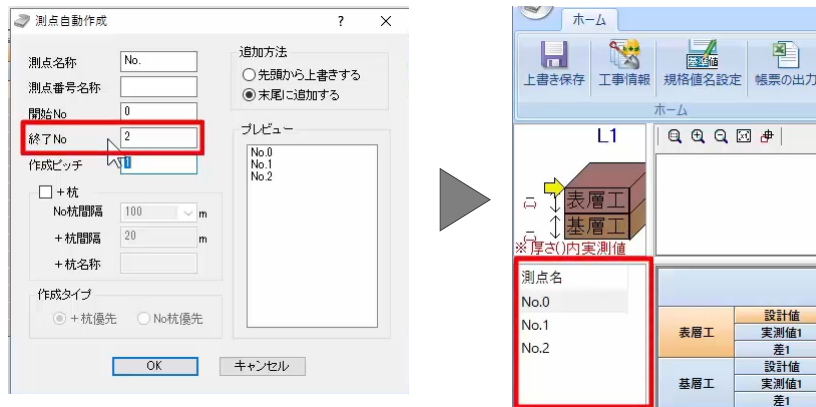 測点自動作成
測点名称 No.
測点番号名称
開始No 0
終了No 2
作成ピッチ 1
+杭
No杭間隔 100 m
+杭間隔 20 m
+杭名称
作成タイプ
+杭優先 No杭優先
追加方法
先頭から上書きする
末尾に追加する
プレビュー
No.0
No.1
No.2
OK キャンセル
ホーム
上書き保存 工事情報 規格値名設定 帳票の出力
ホーム
L1
表層工
基層工
※厚さ()内実測値
測点名
No.0
No.1
No.2
表層工
設計値
実測値1
差1
基層工
設計値
実測値1
差1